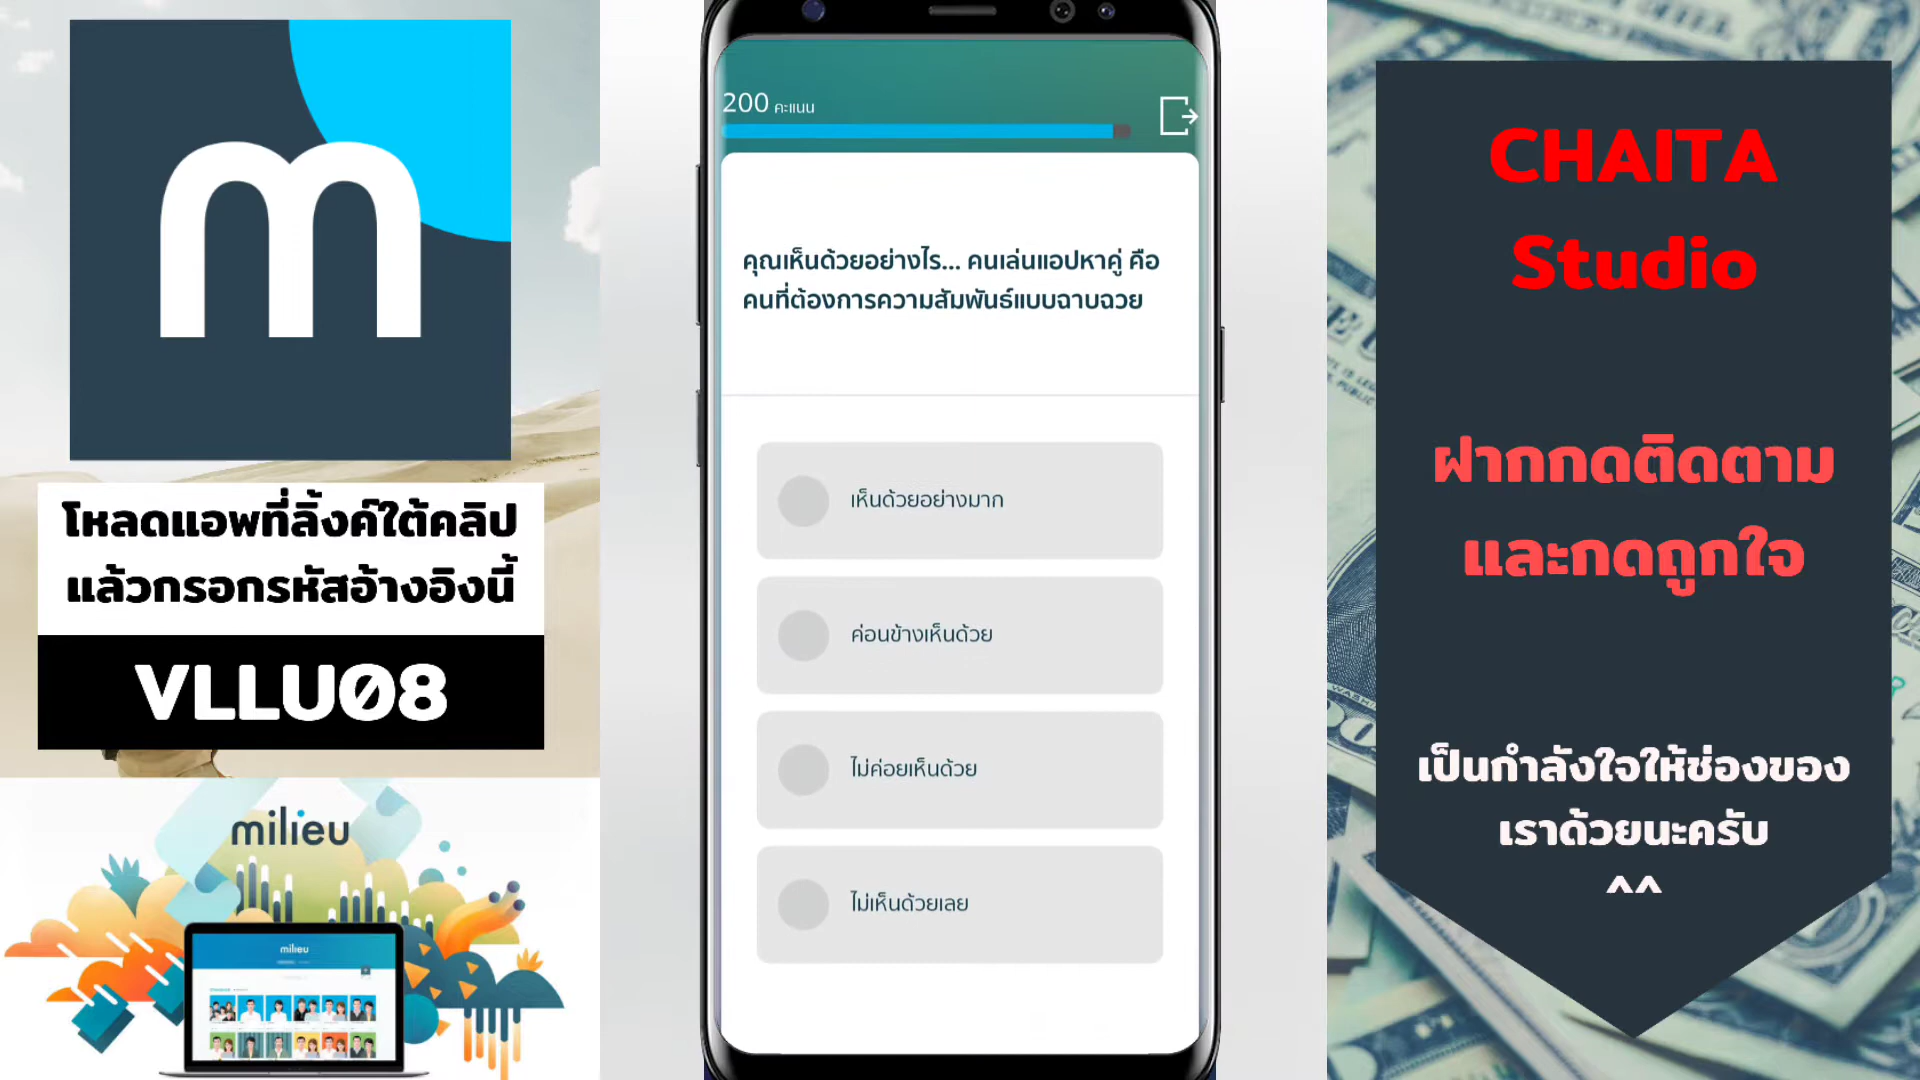 m
โหลดแอพที่ลิ้งค์ใต้คลิป
แล้วกรอกรหัสอ้างอิงนี้
VLLU08
milieu
milieu
200 คะแนน
คุณเห็นด้วยอย่างไร... คนเล่นแอปหาคู่ คือ
คนที่ต้องการความสัมพันธ์แบบฉาบฉวย
เห็นด้วยอย่างมาก
ค่อนข้างเห็นด้วย
ไม่ค่อยเห็นด้วย
ไม่เห็นด้วยเลย
CHAITA
Studio
ฝากกดติดตาม
และกดถูกใจ
เป็นกำลังใจให้ช่องของ
เราด้วยนะครับ
^^